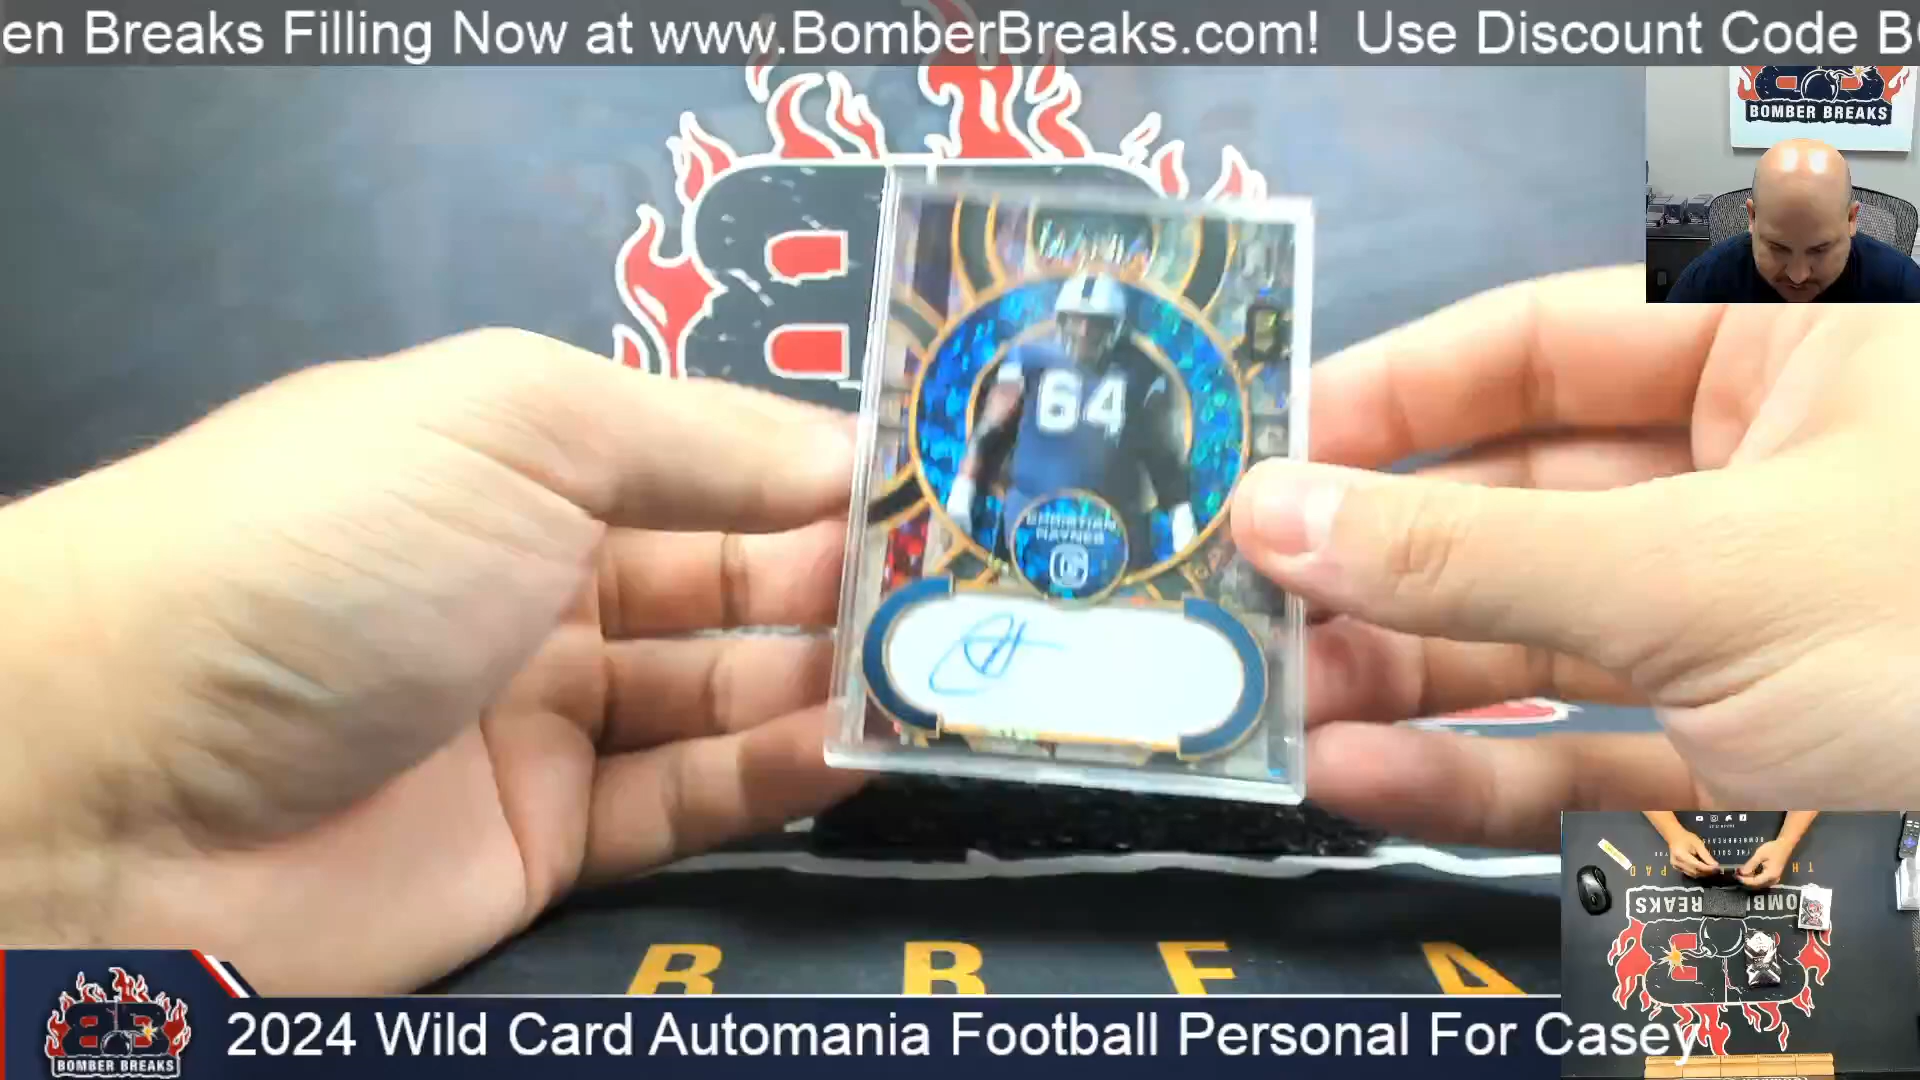 en Breaks Filling Now at www.BomberBreaks.com! Use Discount Code B
BOMBER BREAKS
64
CHRISTIAN
HAYNES
G
BREA
BREAKS
2024 Wild Card Automania Football Personal For Casey
BOMBER BREAKS